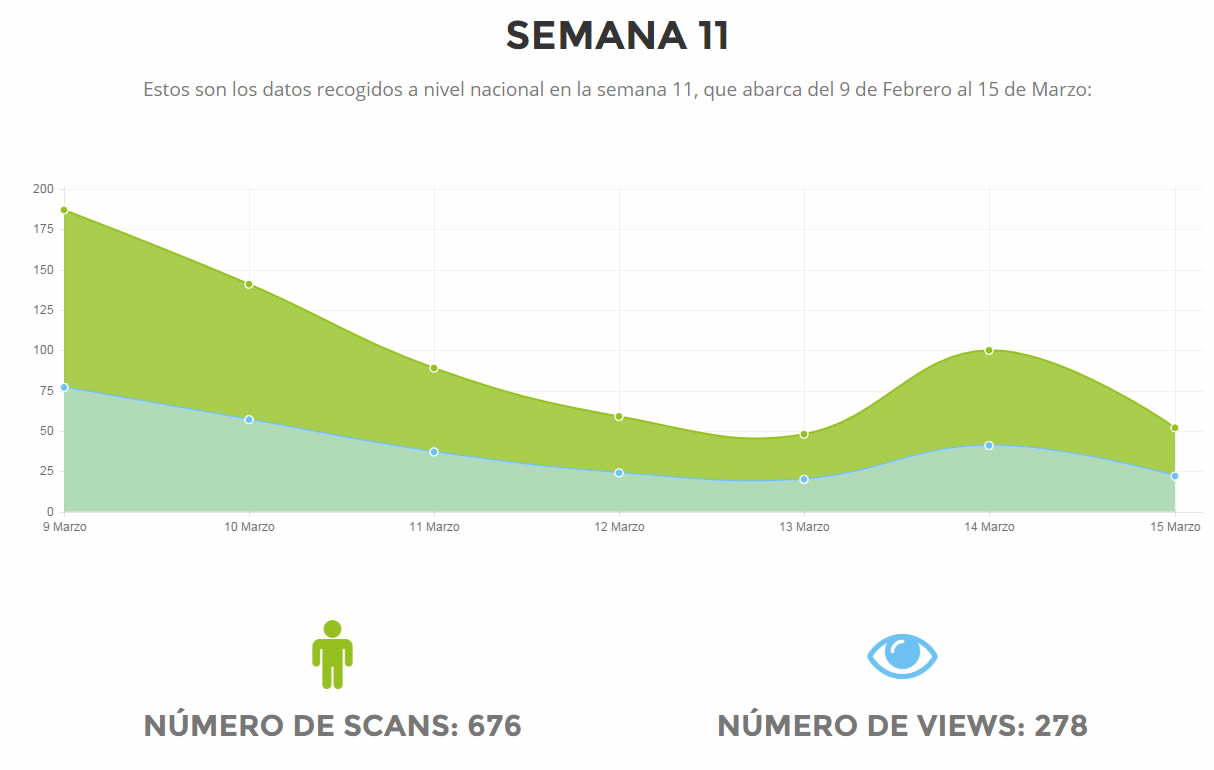 SEMANA 11
Estos son los datos recogidos a nivel nacional en la semana 11, que abarca del 9 de Febrero al 15 de Marzo:
200
175
150
125
100
75
50
25
0
9 Marzo 10 Marzo 11 Marzo 12 Marzo 13 Marzo 14 Marzo 15 Marzo
NÚMERO DE SCANS: 676 NÚMERO DE VIEWS: 278